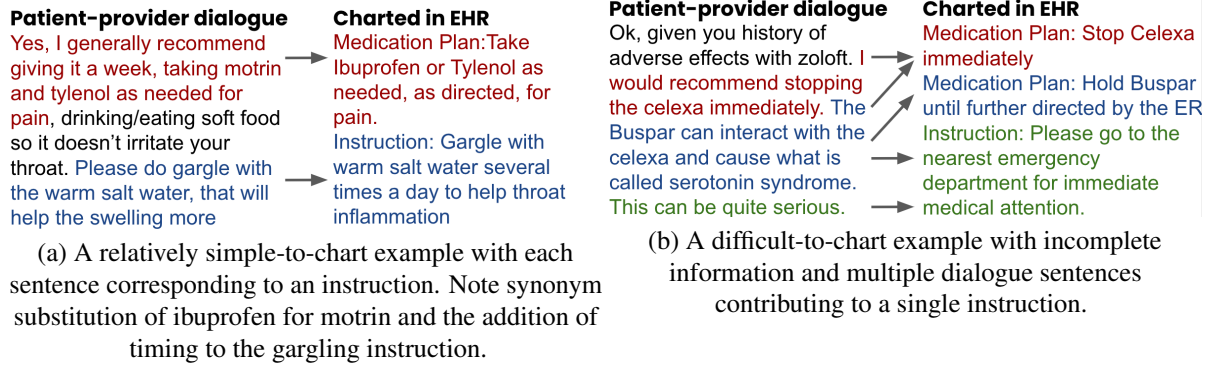 Patient-provider dialogue
Yes, I generally recommend
giving it a week, taking motrin
and tylenol as needed for
pain, drinking/eating soft food
so it doesn't irritate your
throat. Please do gargle with
the warm salt water, that will
help the swelling more
Charted in EHR
Medication Plan:Take
Ibuprofen or Tylenol as
needed, as directed, for
pain.
Instruction: Gargle with
warm salt water several
times a day to help throat
inflammation
(a) A relatively simple-to-chart example with each
sentence corresponding to an instruction. Note synonym
substitution of ibuprofen for motrin and the addition of
timing to the gargling instruction.
Patient-provider dialogue
Ok, given you history of
adverse effects with zoloft. I
would recommend stopping
the celexa immediately. The
Buspar can interact with the
celexa and cause what is
called serotonin syndrome.
This can be quite serious.
Charted in EHR
Medication Plan: Stop Celexa
immediately
Medication Plan: Hold Buspar
until further directed by the ER
Instruction: Please go to the
nearest emergency
department for immediate
medical attention.
(b) A difficult-to-chart example with incomplete
information and multiple dialogue sentences
contributing to a single instruction.